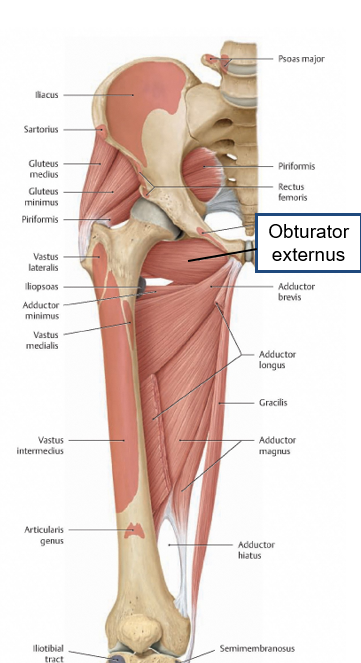 Psoas major
Iliacus
Sartorius
Gluteus
medius
Piriformis
Gluteus
minimus
Rectus
femoris
Piriformis
Obturator
externus
Vastus
lateralis
Iliopsoas
Adductor
brevis
Adductor
minimus
Vastus
medialis
Adductor
longus
Gracilis
Vastus
intermedius
Adductor
magnus
Articularis
genus
Adductor
hiatus
Iliotibial
tract
Semimembranosus